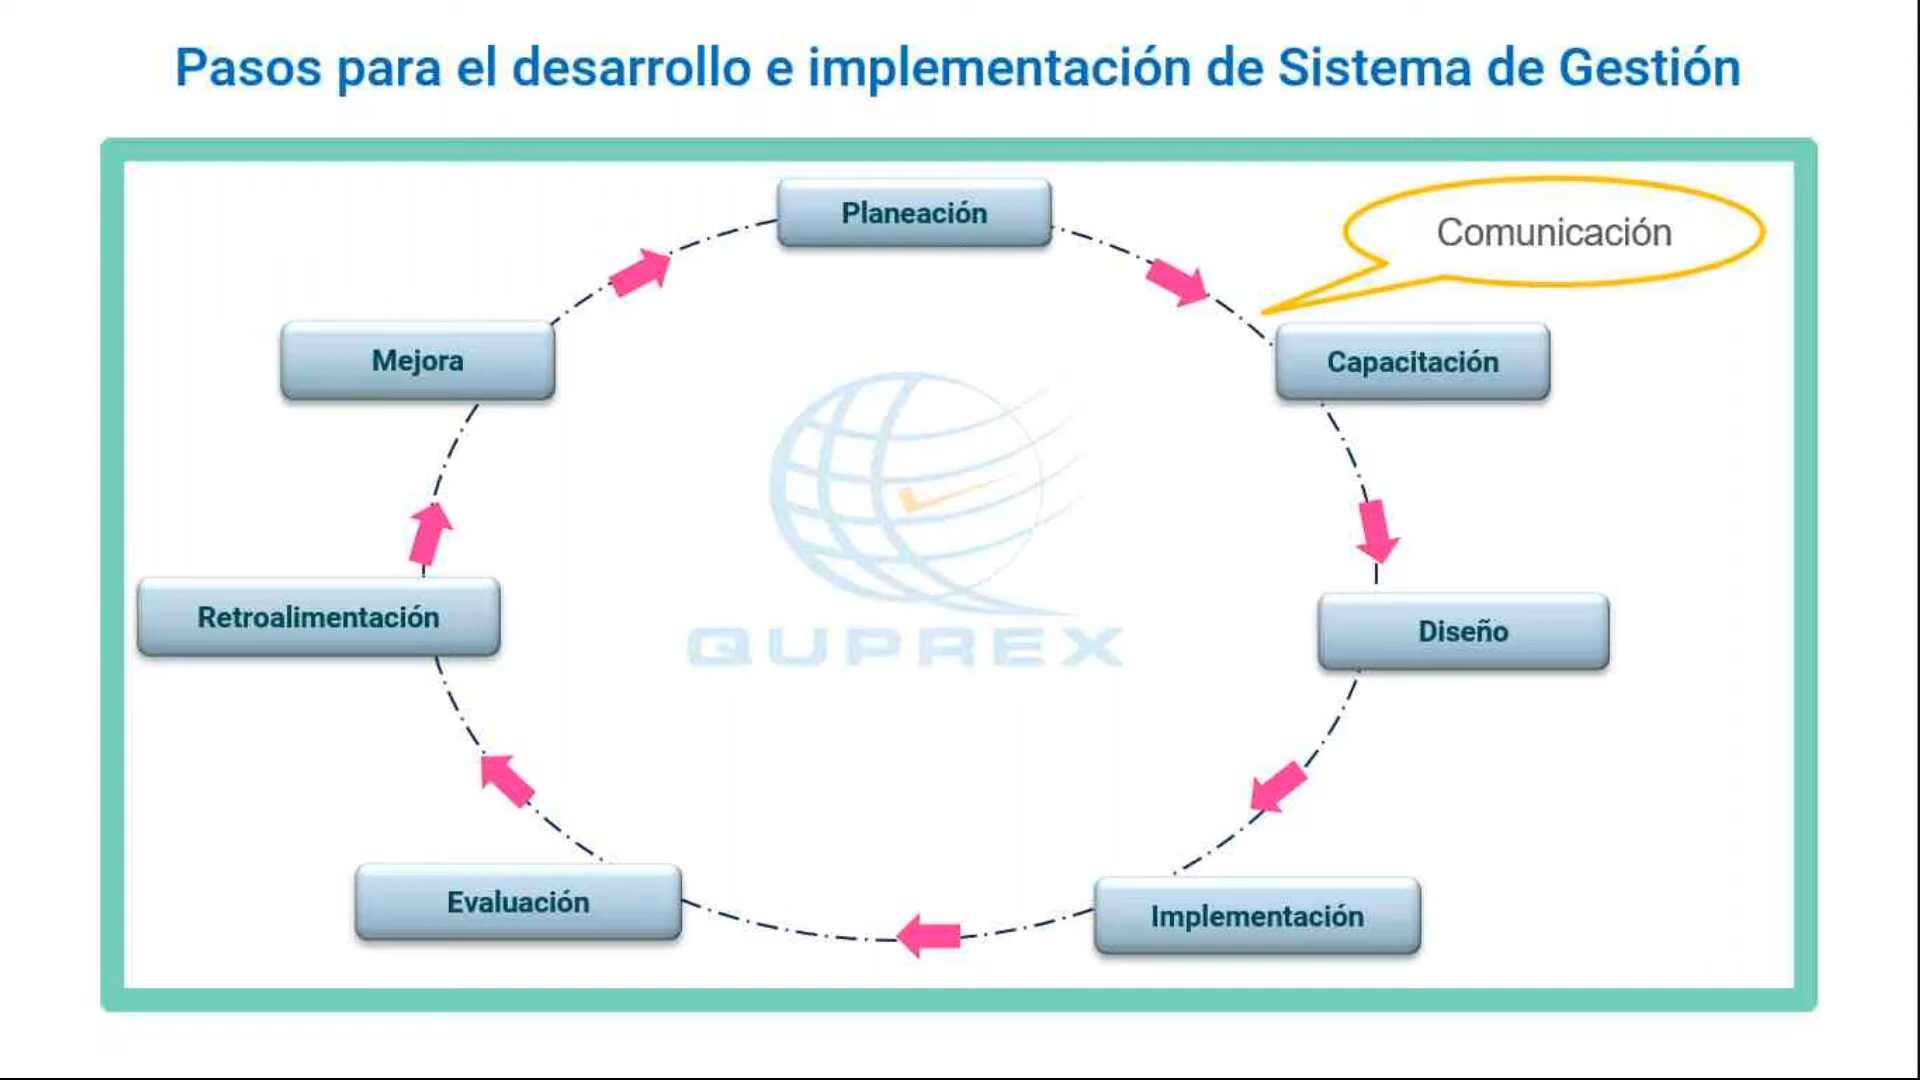 Pasos para el desarrollo e implementación de Sistema de Gestión
Planeación
Comunicación
Mejora
Capacitación
Retroalimentación
Diseño
QUPREX
Evaluación
Implementación